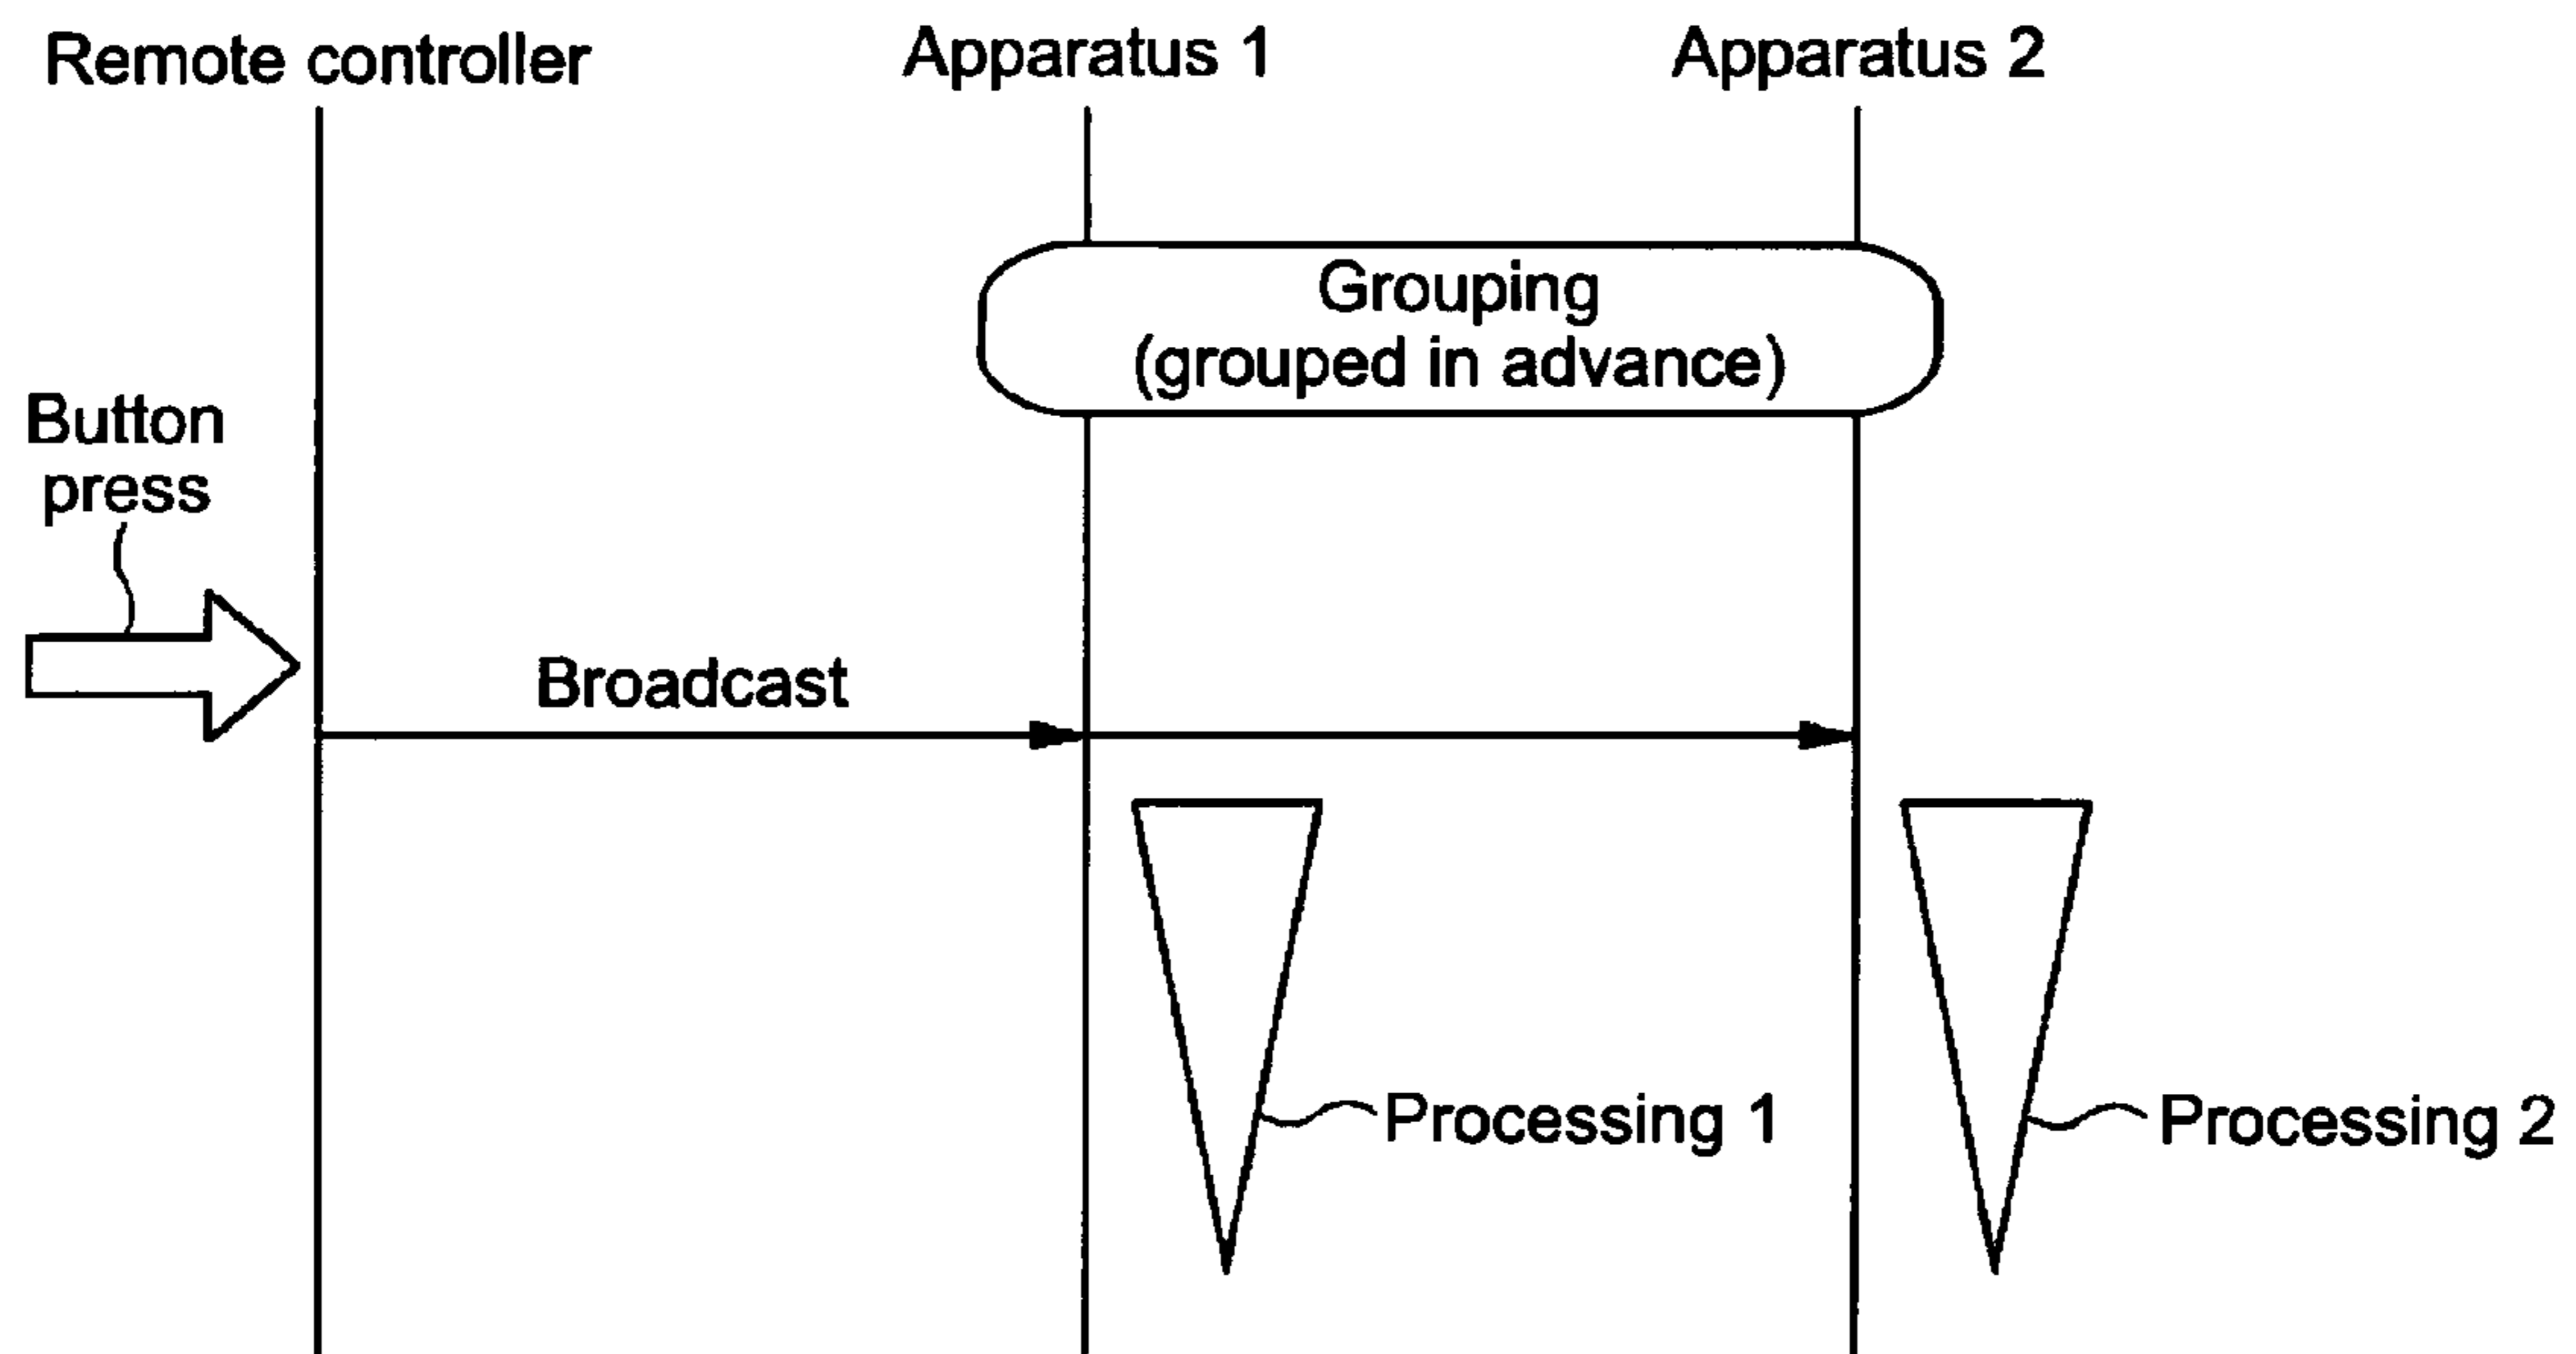 Remote controller
Apparatus 1
Apparatus 2
Grouping
(grouped in advance)
Button
press
Broadcast
Processing 1
Processing 2